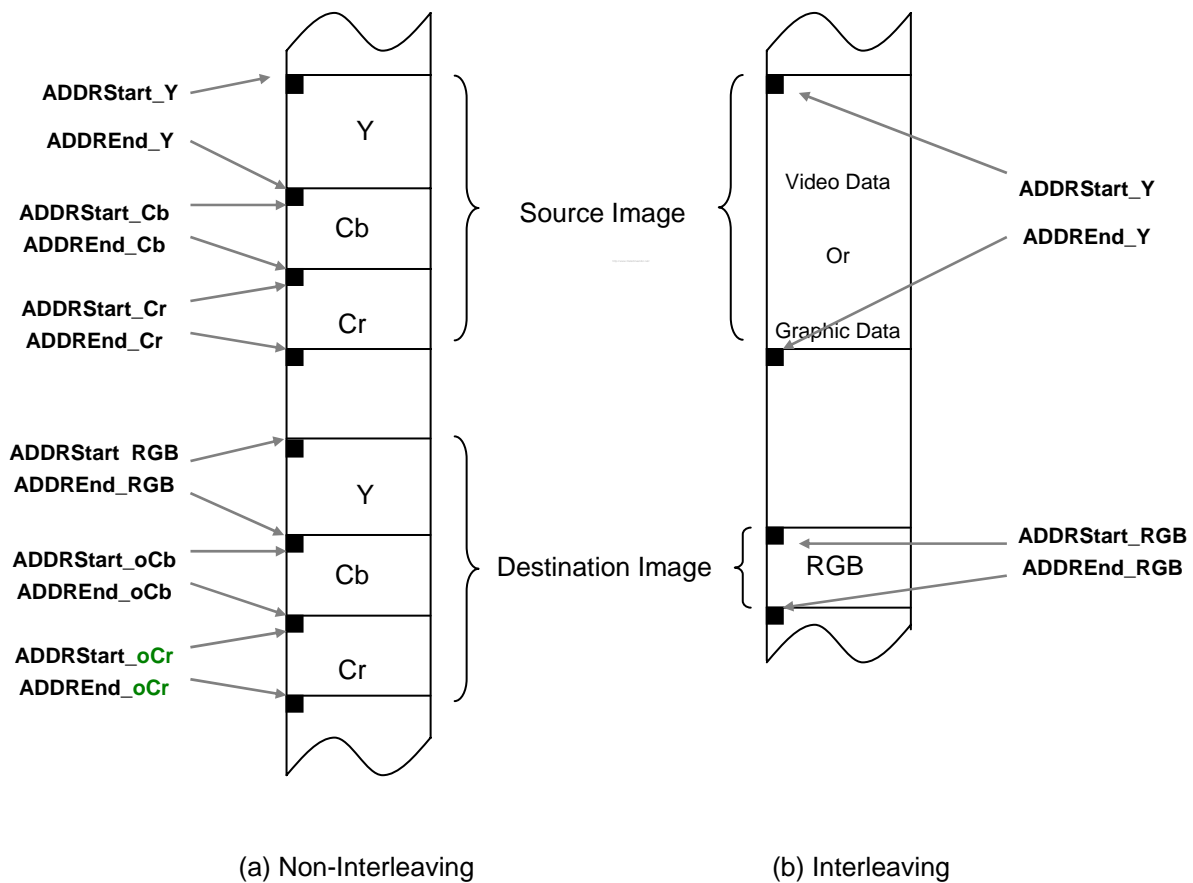 ADDRStart_Y
ADDREnd_Y
ADDRStart_Cb
ADDREnd_Cb
ADDRStart_Cr
ADDREnd_Cr
ADDRStart RGB
ADDREnd_RGB
ADDRStart_oCb
ADDREnd_oCb
ADDRStart_oCr
ADDREnd_oCr
Y
Cb
Cr
Y
Cb
Cr
Source Image
Destination Image
Video Data
Or
Graphic Data
RGB
ADDRStart_Y
ADDREnd_Y
ADDRStart_RGB
ADDREnd_RGB
(a) Non-Interleaving
(b) Interleaving